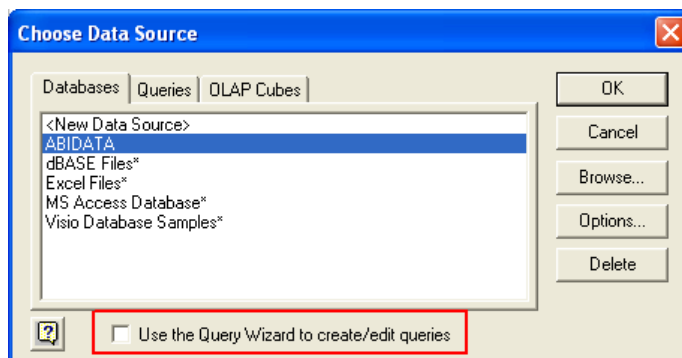 Choose Data Source
Databases Queries OLAP Cubes
OK
<New Data Source>
ABIDATA
Cancel
dBASE Files*
Excel Files*
Browse...
MS Access Database*
Visio Database Samples*
Options...
Delete
? Use the Query Wizard to create/edit queries